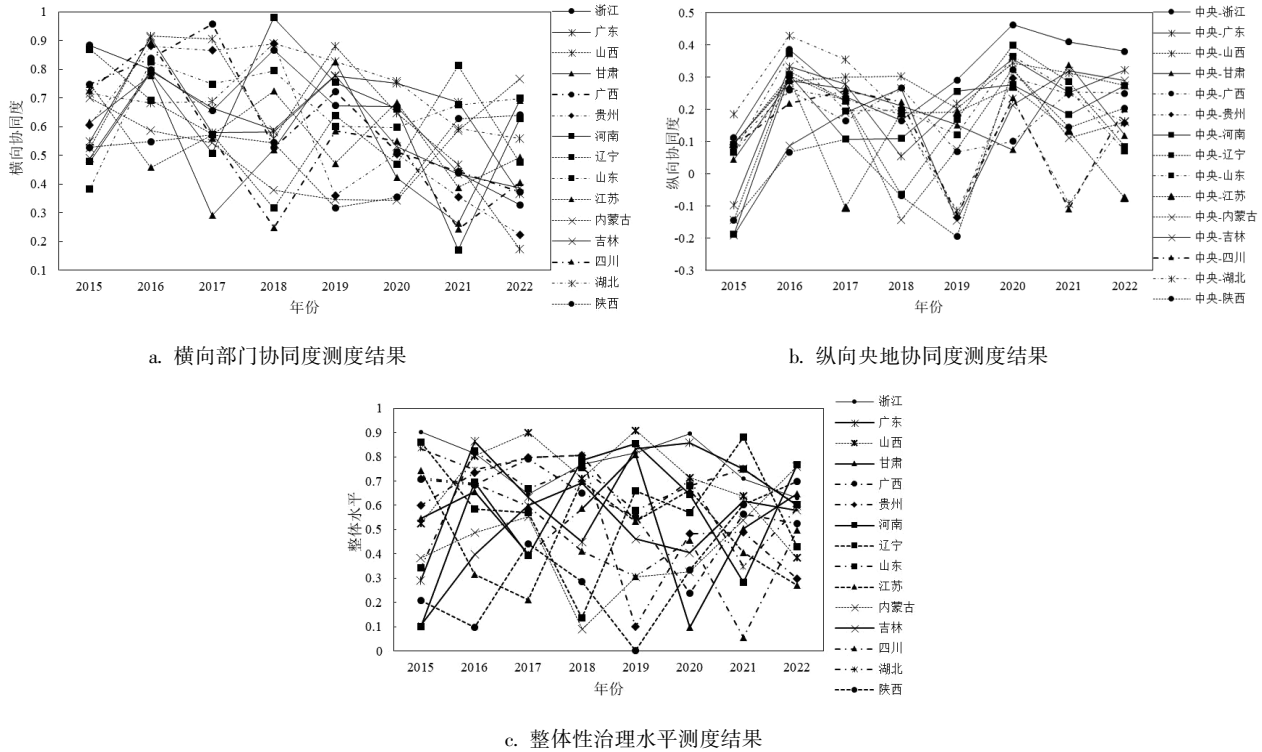 1
0.9
0.8
0.7
0.6
0.5
0.4
0.3
0.2
0.1
横向协同度
2015 2016 2017 2018 2019 2020 2021 2022
年份
浙江
广东
山西
甘肃
广西
贵州
河南
辽宁
山东
江苏
内蒙古
吉林
四川
湖北
陕西
a. 横向部门协同度测度结果
0.5
0.4
0.3
0.2
0.1
0
-0.1
-0.2
-0.3
纵向协同度
2015 2016 2017 2018 2019 2020 2021 2022
年份
中央-浙江
中央-广东
中央-山西
中央-甘肃
中央-广西
中央-贵州
中央-河南
中央-辽宁
中央-山东
中央-江苏
中央-内蒙古
中央-吉林
中央-四川
中央-湖北
中央-陕西
b. 纵向央地协同度测度结果
1
0.9
0.8
0.7
0.6
0.5
0.4
0.3
0.2
0.1
0
整体水平
2015 2016 2017 2018 2019 2020 2021 2022
年份
浙江
广东
山西
甘肃
广西
贵州
河南
辽宁
山东
江苏
内蒙古
吉林
四川
湖北
陕西
c. 整体性治理水平测度结果